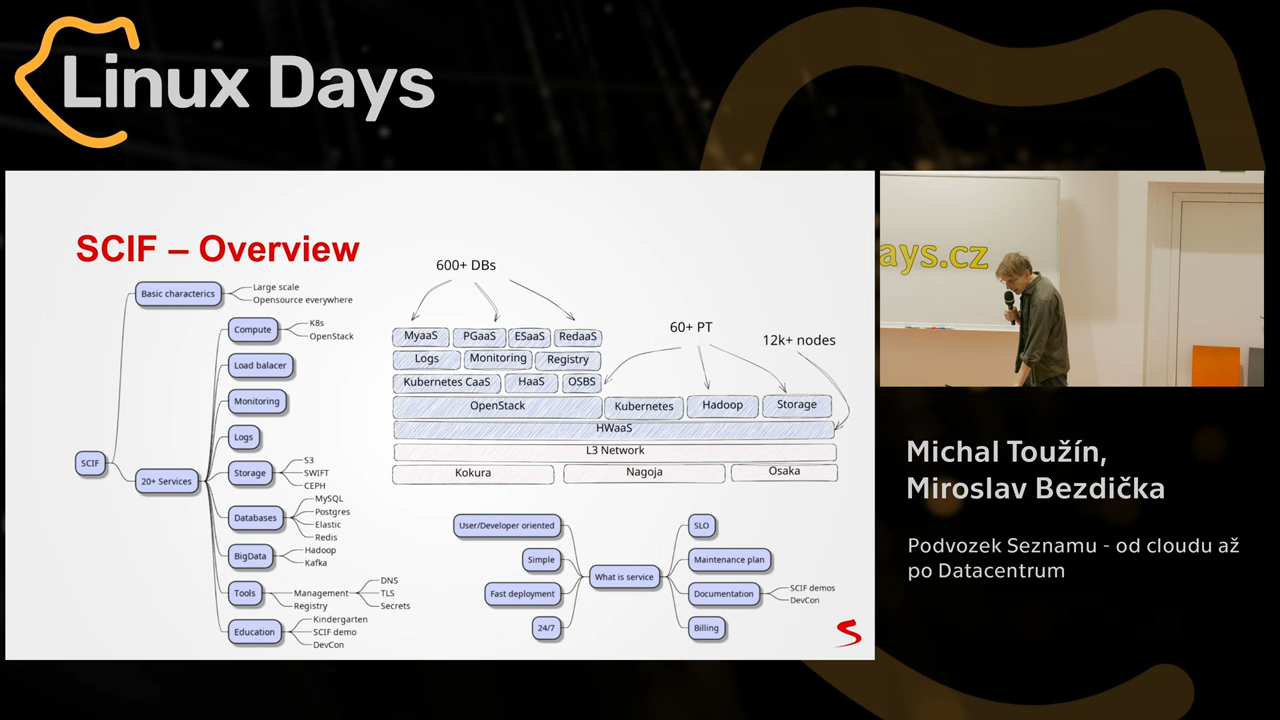 Linux Days
SCIF – Overview
SCIF
Basic characterics
Large scale
Opensource everywhere
20+ Services
Compute
K8s
OpenStack
Load balacer
Monitoring
Logs
Storage
S3
SWIFT
CEPH
Databases
MySQL
Postgres
Elastic
Redis
BigData
Hadoop
Kafka
Tools
Management
DNS
TLS
Secrets
Registry
Education
Kindergarten
SCIF demo
DevCon
600+ DBs
60+ PT
12k+ nodes
MyaaS PGaaS ESaaS RedaaS
Logs Monitoring Registry
Kubernetes CaaS HaaS OSBS
OpenStack Kubernetes Hadoop Storage
HWaaS
L3 Network
Kokura Nagoja Osaka
What is service
User/Developer oriented
Simple
Fast deployment
24/7
SLO
Maintenance plan
Documentation
SCIF demos
DevCon
Billing
ays.cz
Michal Toužín,
Miroslav Bezdička
Podvozek Seznamu - od cloudu až
po Datacentrum